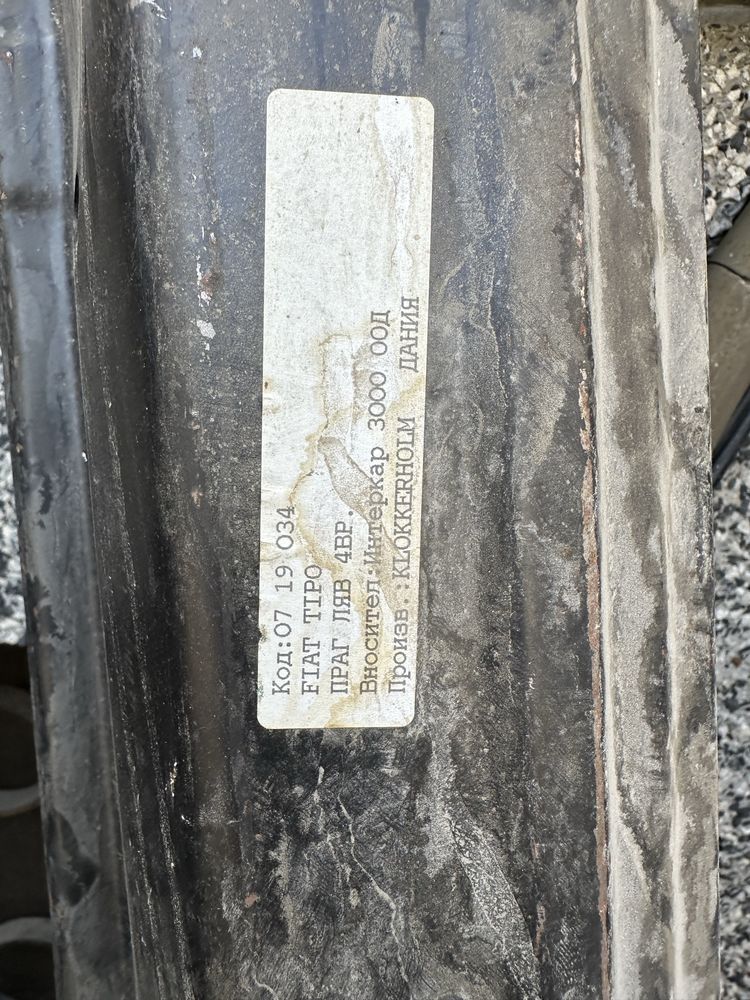 Код:07 19 034
FIAT TIPO
ПРАГ ЛЯВ 4ВР.
Вносител:Интеркар 3000 ООД
Произв.:KLOKKERHOLM ДАНИЯ